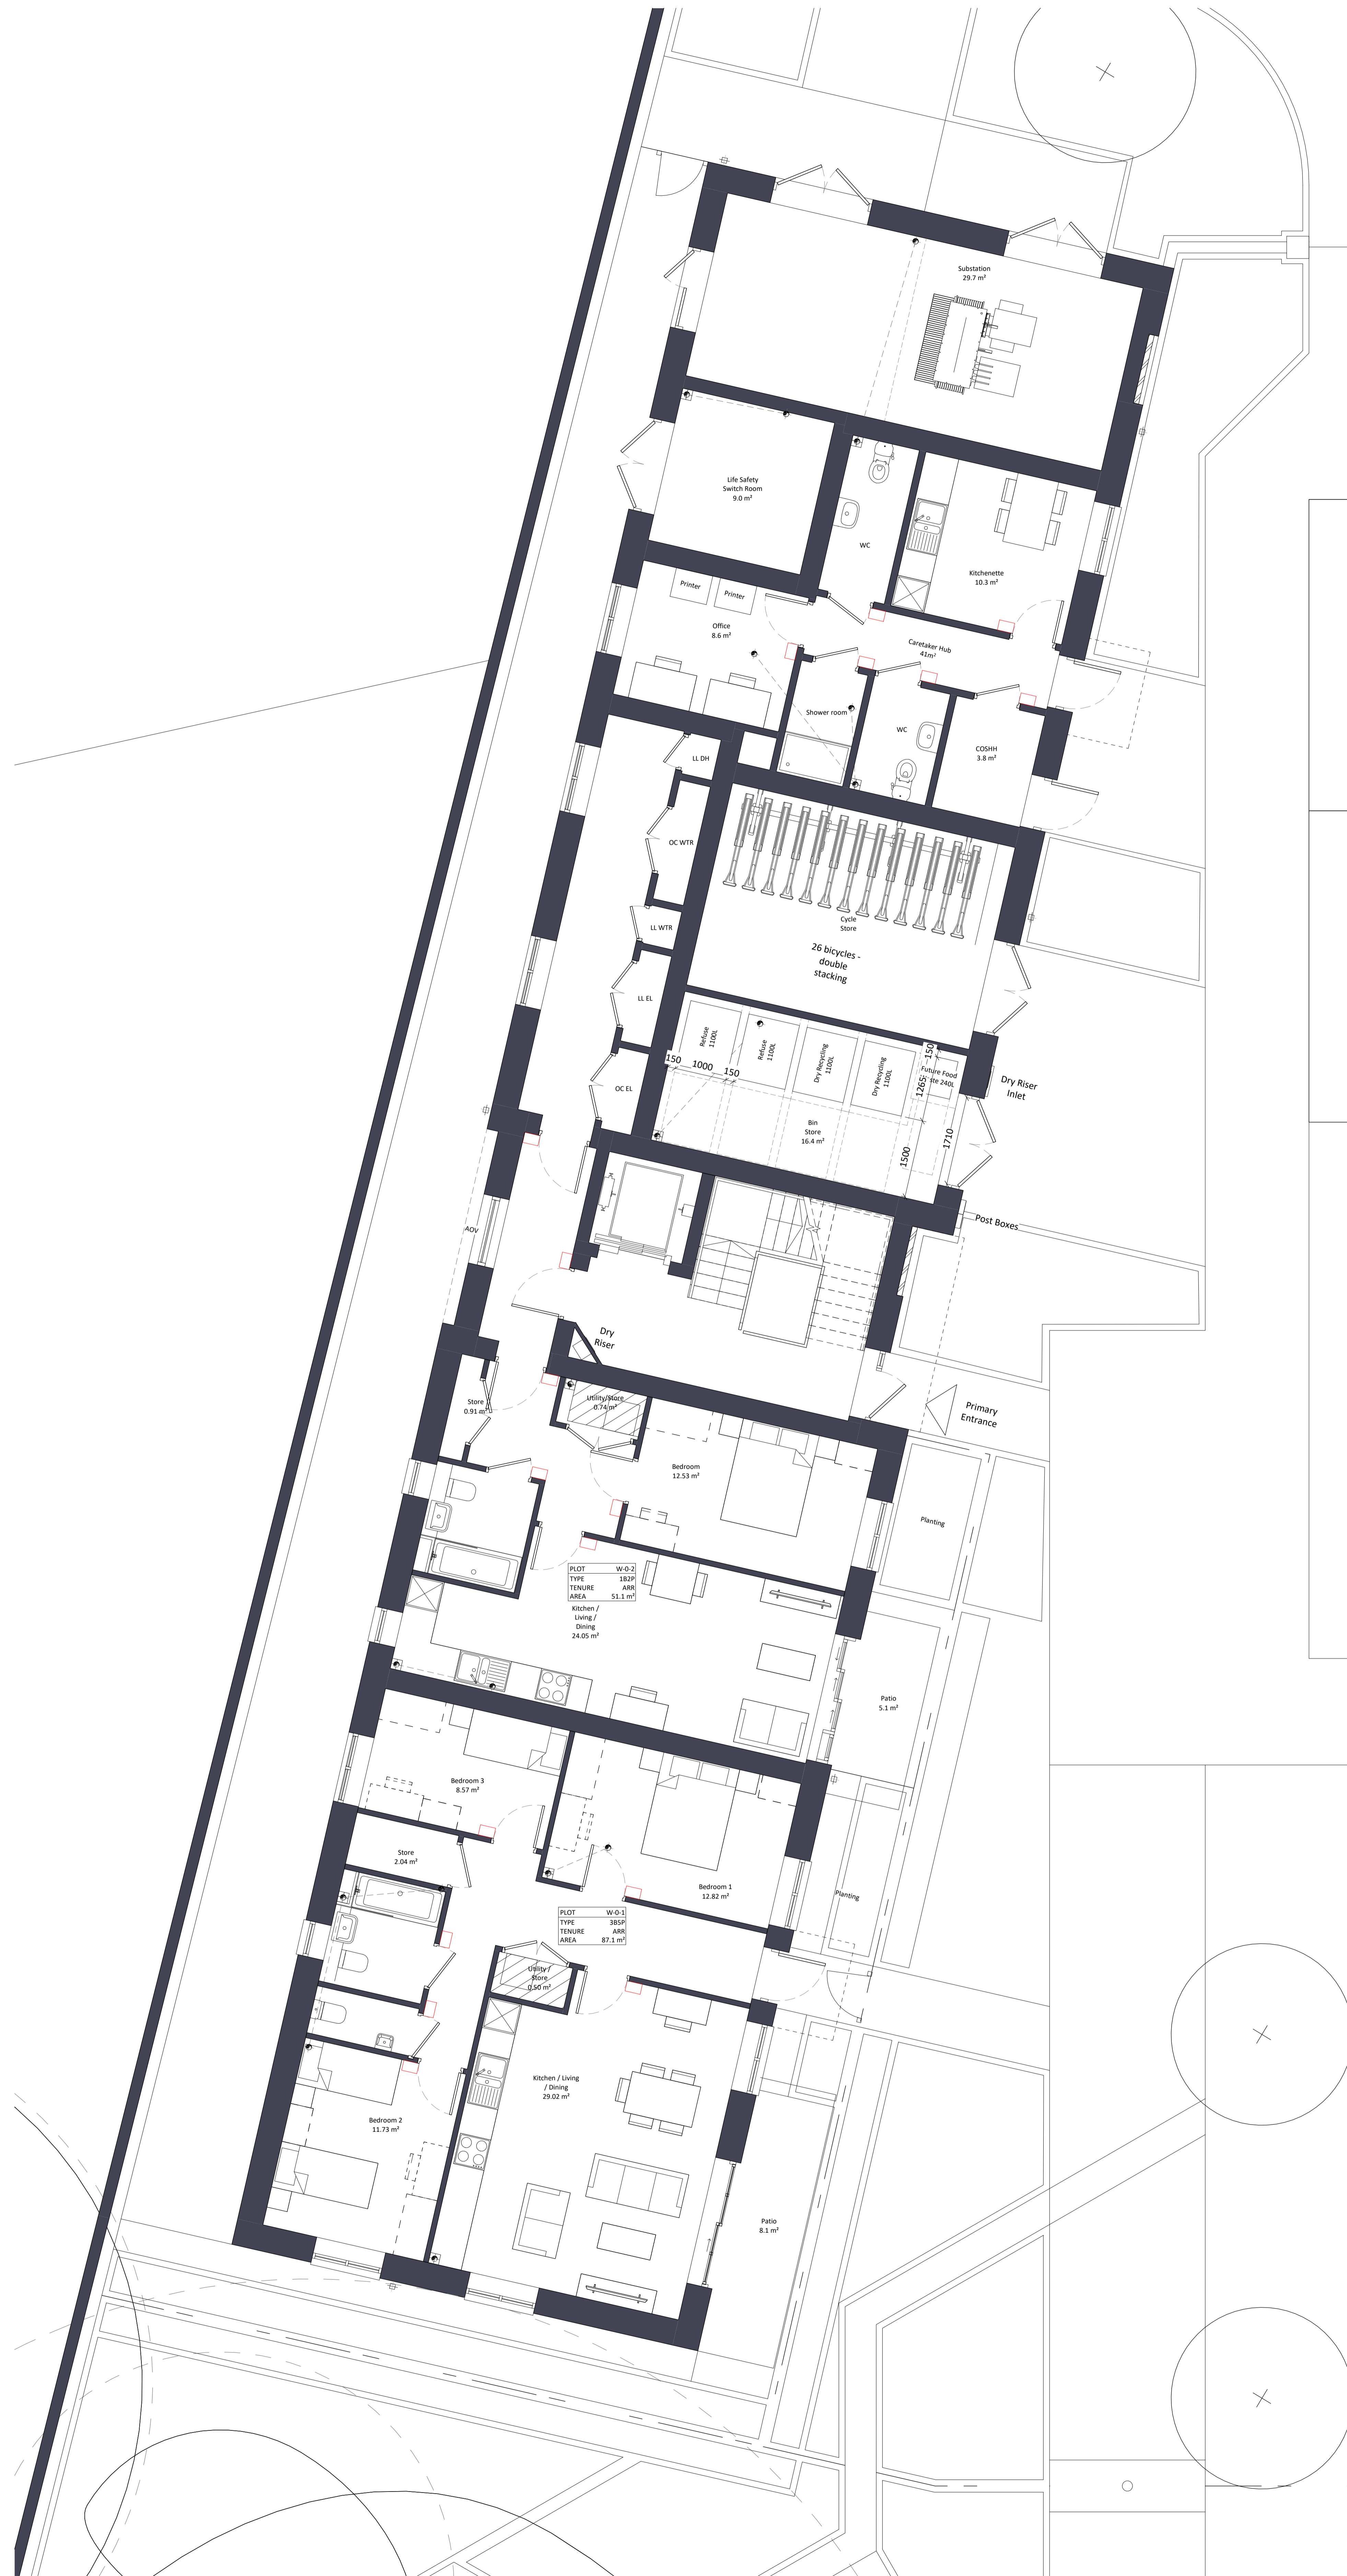 Substation
29.7 m²
Life Safety
Switch Room
9.0 m²
WC
Kitchenette
10.3 m²
Printer
Printer
Office
8.6 m²
Caretaker Hub
41m²
Shower room
WC
COSHH
3.8 m²
LL DH
OC WTR
LL WTR
LL EL
OC EL
Cycle
Store
26 bicycles -
double
stacking
Refuse
1100L
Refuse
1100L
Dry Recycling
1100L
Dry Recycling
1100L
Future Food
te 240L
150
1000
150
150
1265
1500
1710
Bin
Store
16.4 m²
Dry Riser
Inlet
Post Boxes
AOV
Dry
Riser
Primary
Entrance
Store
0.91 m²
Utility/Store
0.74 m²
Bedroom
12.53 m²
Planting
PLOT W-0-2
TYPE 1B2P
TENURE ARR
AREA 51.1 m²
Kitchen /
Living /
Dining
24.05 m²
Patio
5.1 m²
Bedroom 3
8.57 m²
Store
2.04 m²
Bedroom 1
12.82 m²
Planting
PLOT W-0-1
TYPE 3B5P
TENURE ARR
AREA 87.1 m²
Utility /
Store
0.50 m²
Kitchen / Living
/ Dining
29.02 m²
Bedroom 2
11.73 m²
Patio
8.1 m²